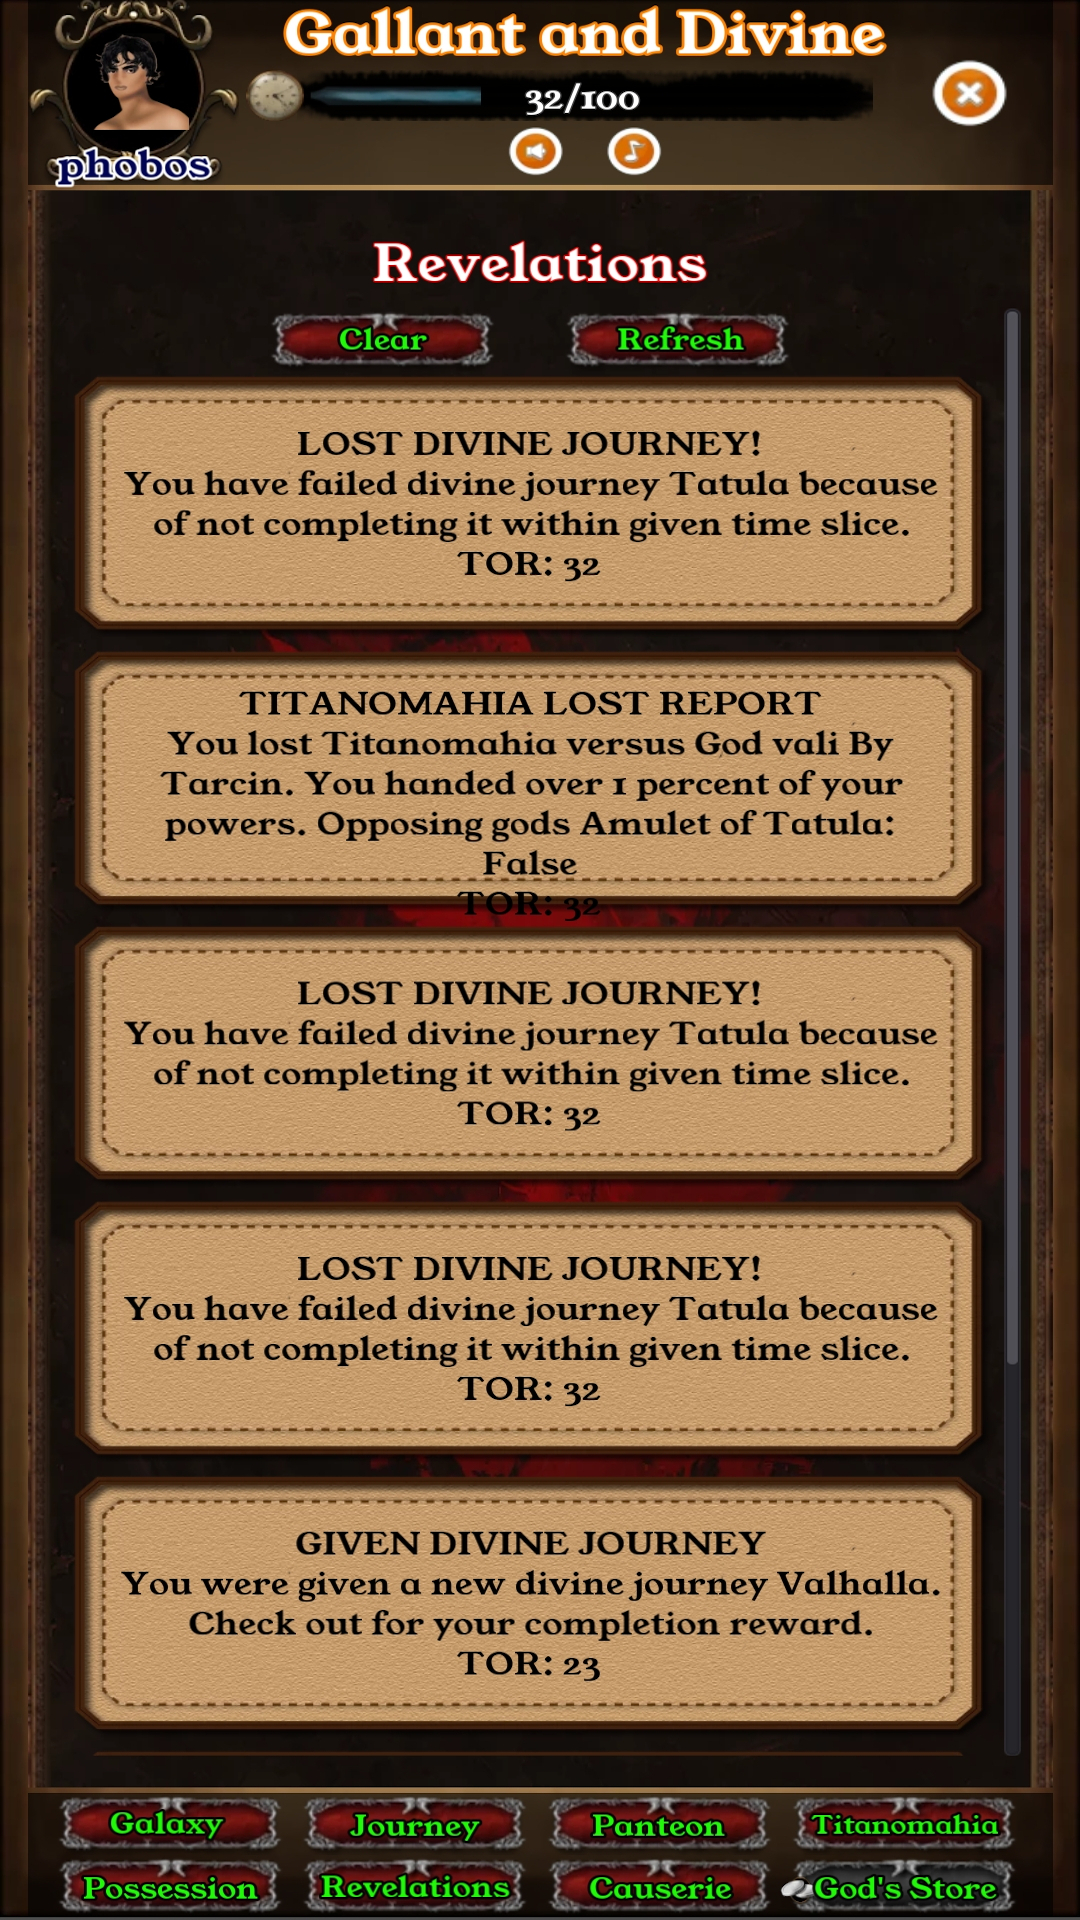 Gallant and Divine
32/100
phobos
Revelations
Clear
Refresh
LOST DIVINE JOURNEY!
You have failed divine journey Tatula because
of not completing it within given time slice.
TOR: 32
TITANOMAHIA LOST REPORT
You lost Titanomahia versus God vali By
Tarcin. You handed over 1 percent of your
powers. Opposing gods Amulet of Tatula:
False
TOR: 32
LOST DIVINE JOURNEY!
You have failed divine journey Tatula because
of not completing it within given time slice.
TOR: 32
LOST DIVINE JOURNEY!
You have failed divine journey Tatula because
of not completing it within given time slice.
TOR: 32
GIVEN DIVINE JOURNEY
You were given a new divine journey Valhalla.
Check out for your completion reward.
TOR: 23
Galaxy
Journey
Panteon
Titanomahia
Possession
Revelations
Causerie
God's Store